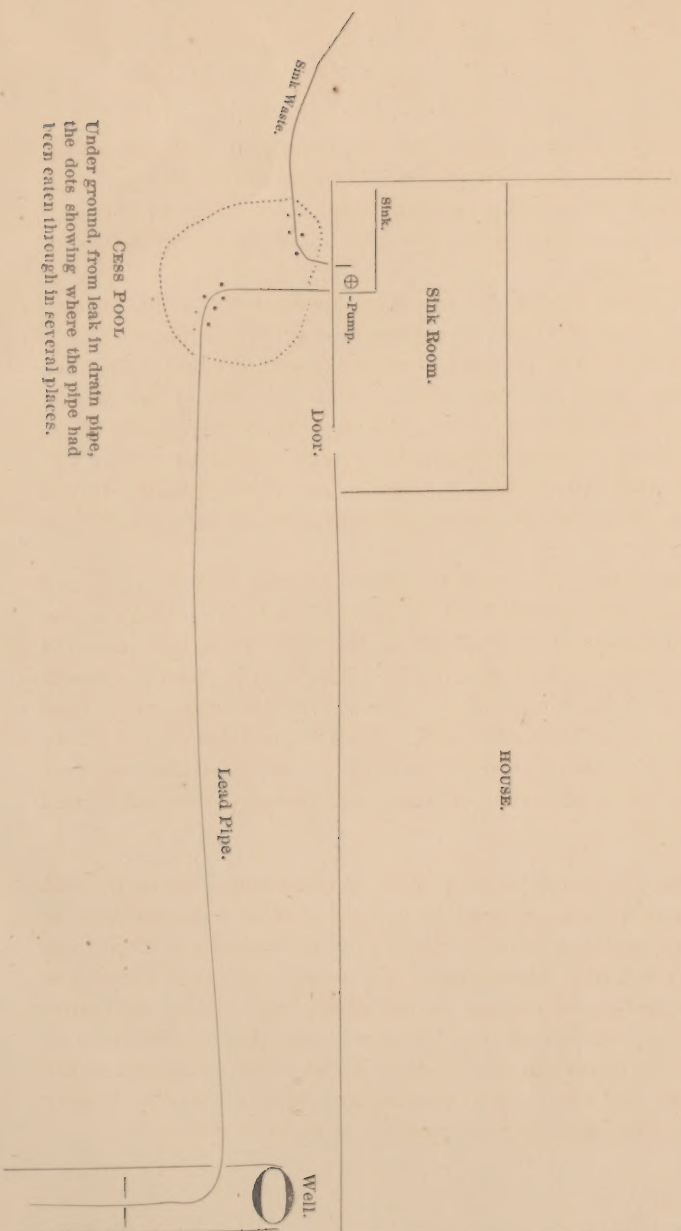 HOUSE.
Sink Room.
Sink.
-Pump.
Door.
Sink Waste.
Well.
Lead Pipe.
CESS POOL
Under ground, from leak in drain pipe,
the dots showing where the pipe had
been eaten through in several places.